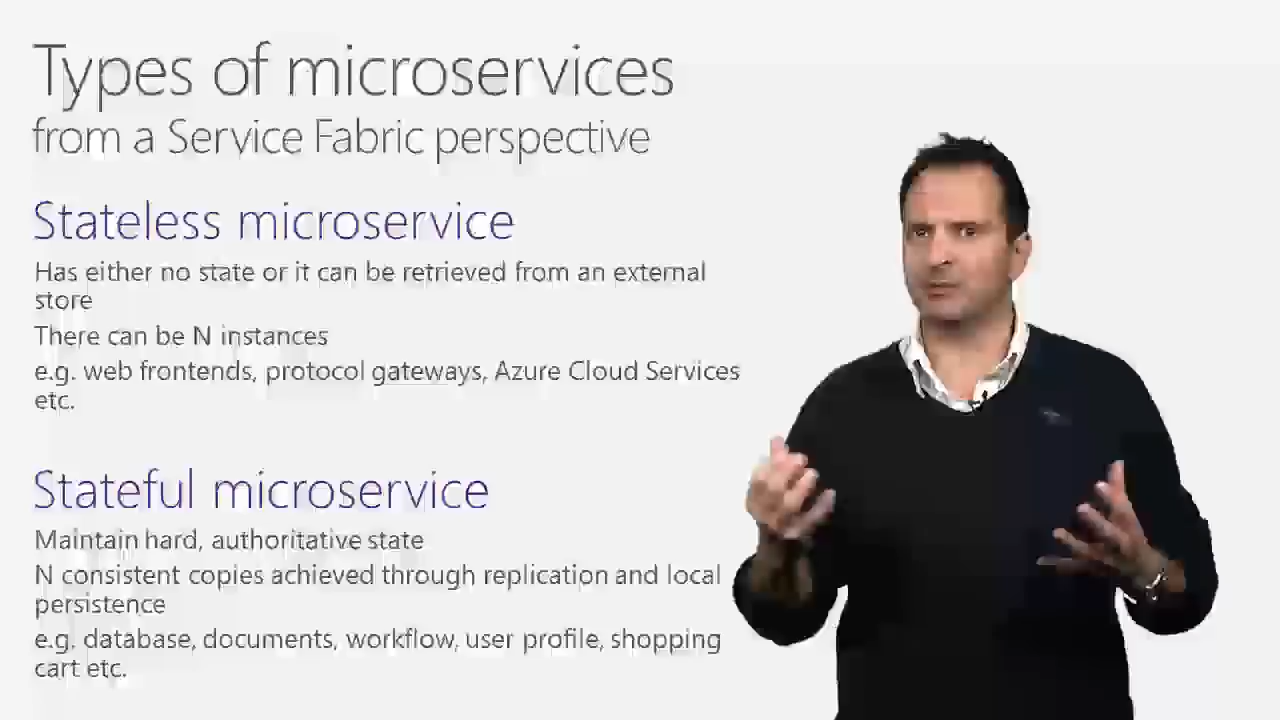 Types of microservices
from a Service Fabric perspective
Stateless microservice
Has either no state or it can be retrieved from an external
store
There can be N instances
e.g. web frontends, protocol gateways, Azure Cloud Services
etc.
Stateful microservice
Maintain hard, authoritative state
N consistent copies achieved through replication and local
persistence
e.g. database, documents, workflow, user profile, shopping
cart etc.